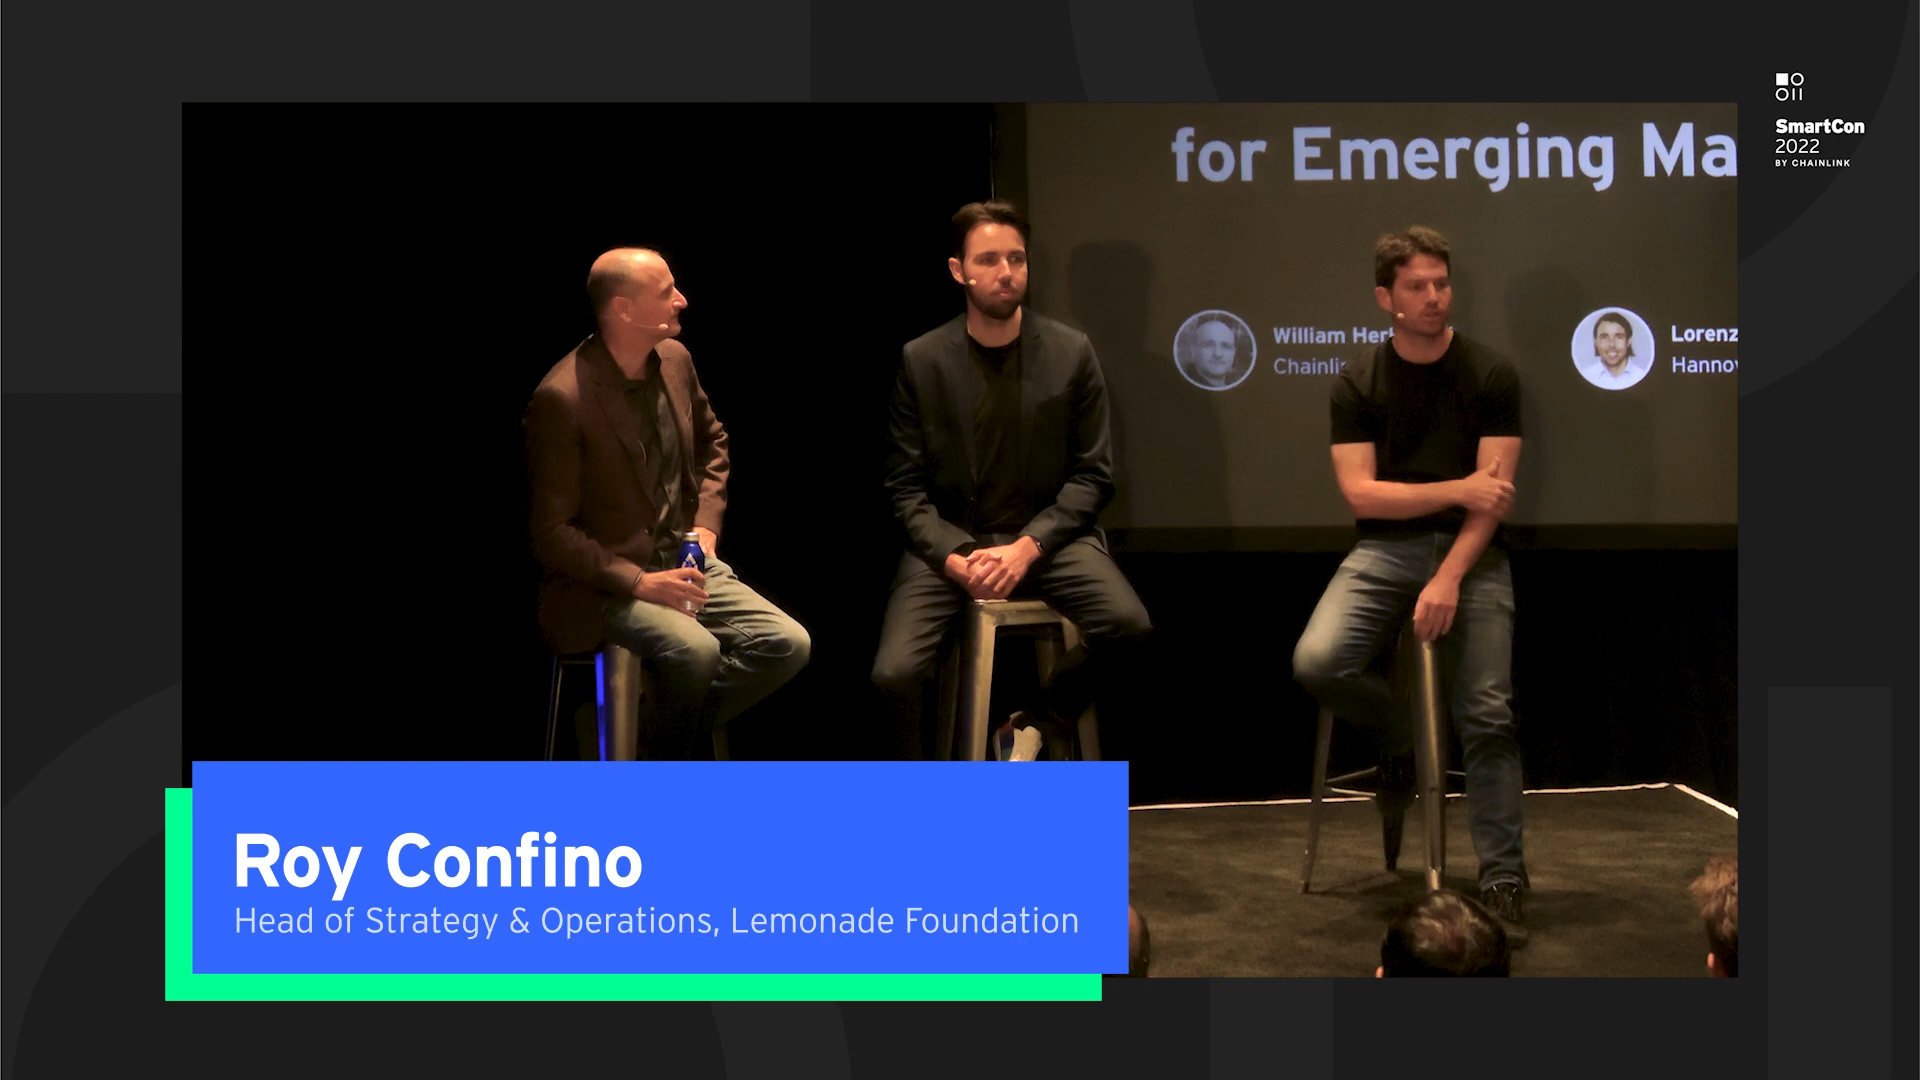 SmartCon
2022
BY CHAINLINK
for Emerging Ma
William Her
Chainli
Lorenz
Hanno
Roy Confino
Head of Strategy & Operations, Lemonade Foundation